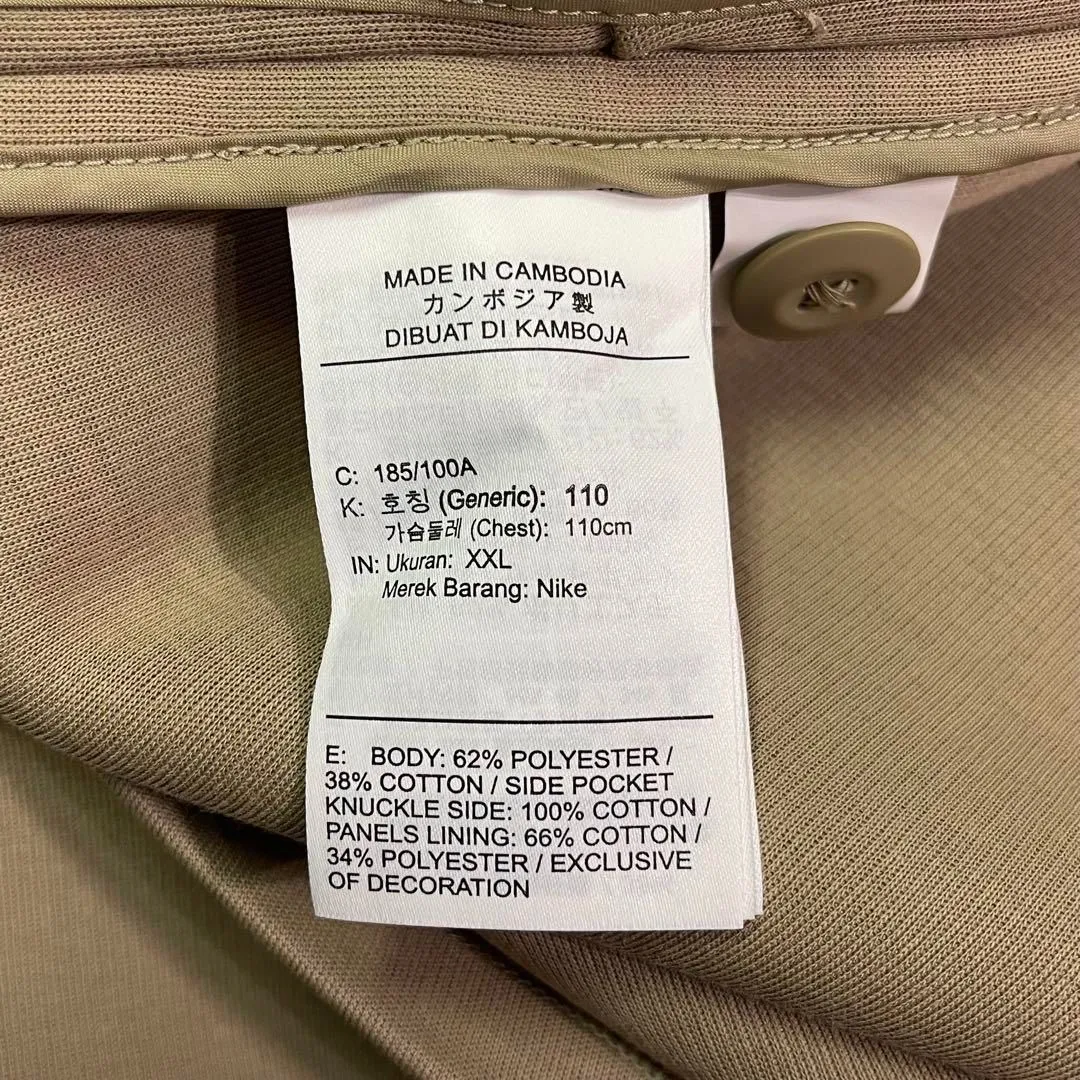 MADE IN CAMBODIA
カンボジア製
DIBUAT DI KAMBOJA
C: 185/100A
K: 호칭 (Generic): 110
가슴둘레 (Chest): 110cm
IN: Ukuran: XXL
Merek Barang: Nike
E: BODY: 62% POLYESTER /
38% COTTON / SIDE POCKET
KNUCKLE SIDE: 100% COTTON /
PANELS LINING: 66% COTTON /
34% POLYESTER / EXCLUSIVE
OF DECORATION